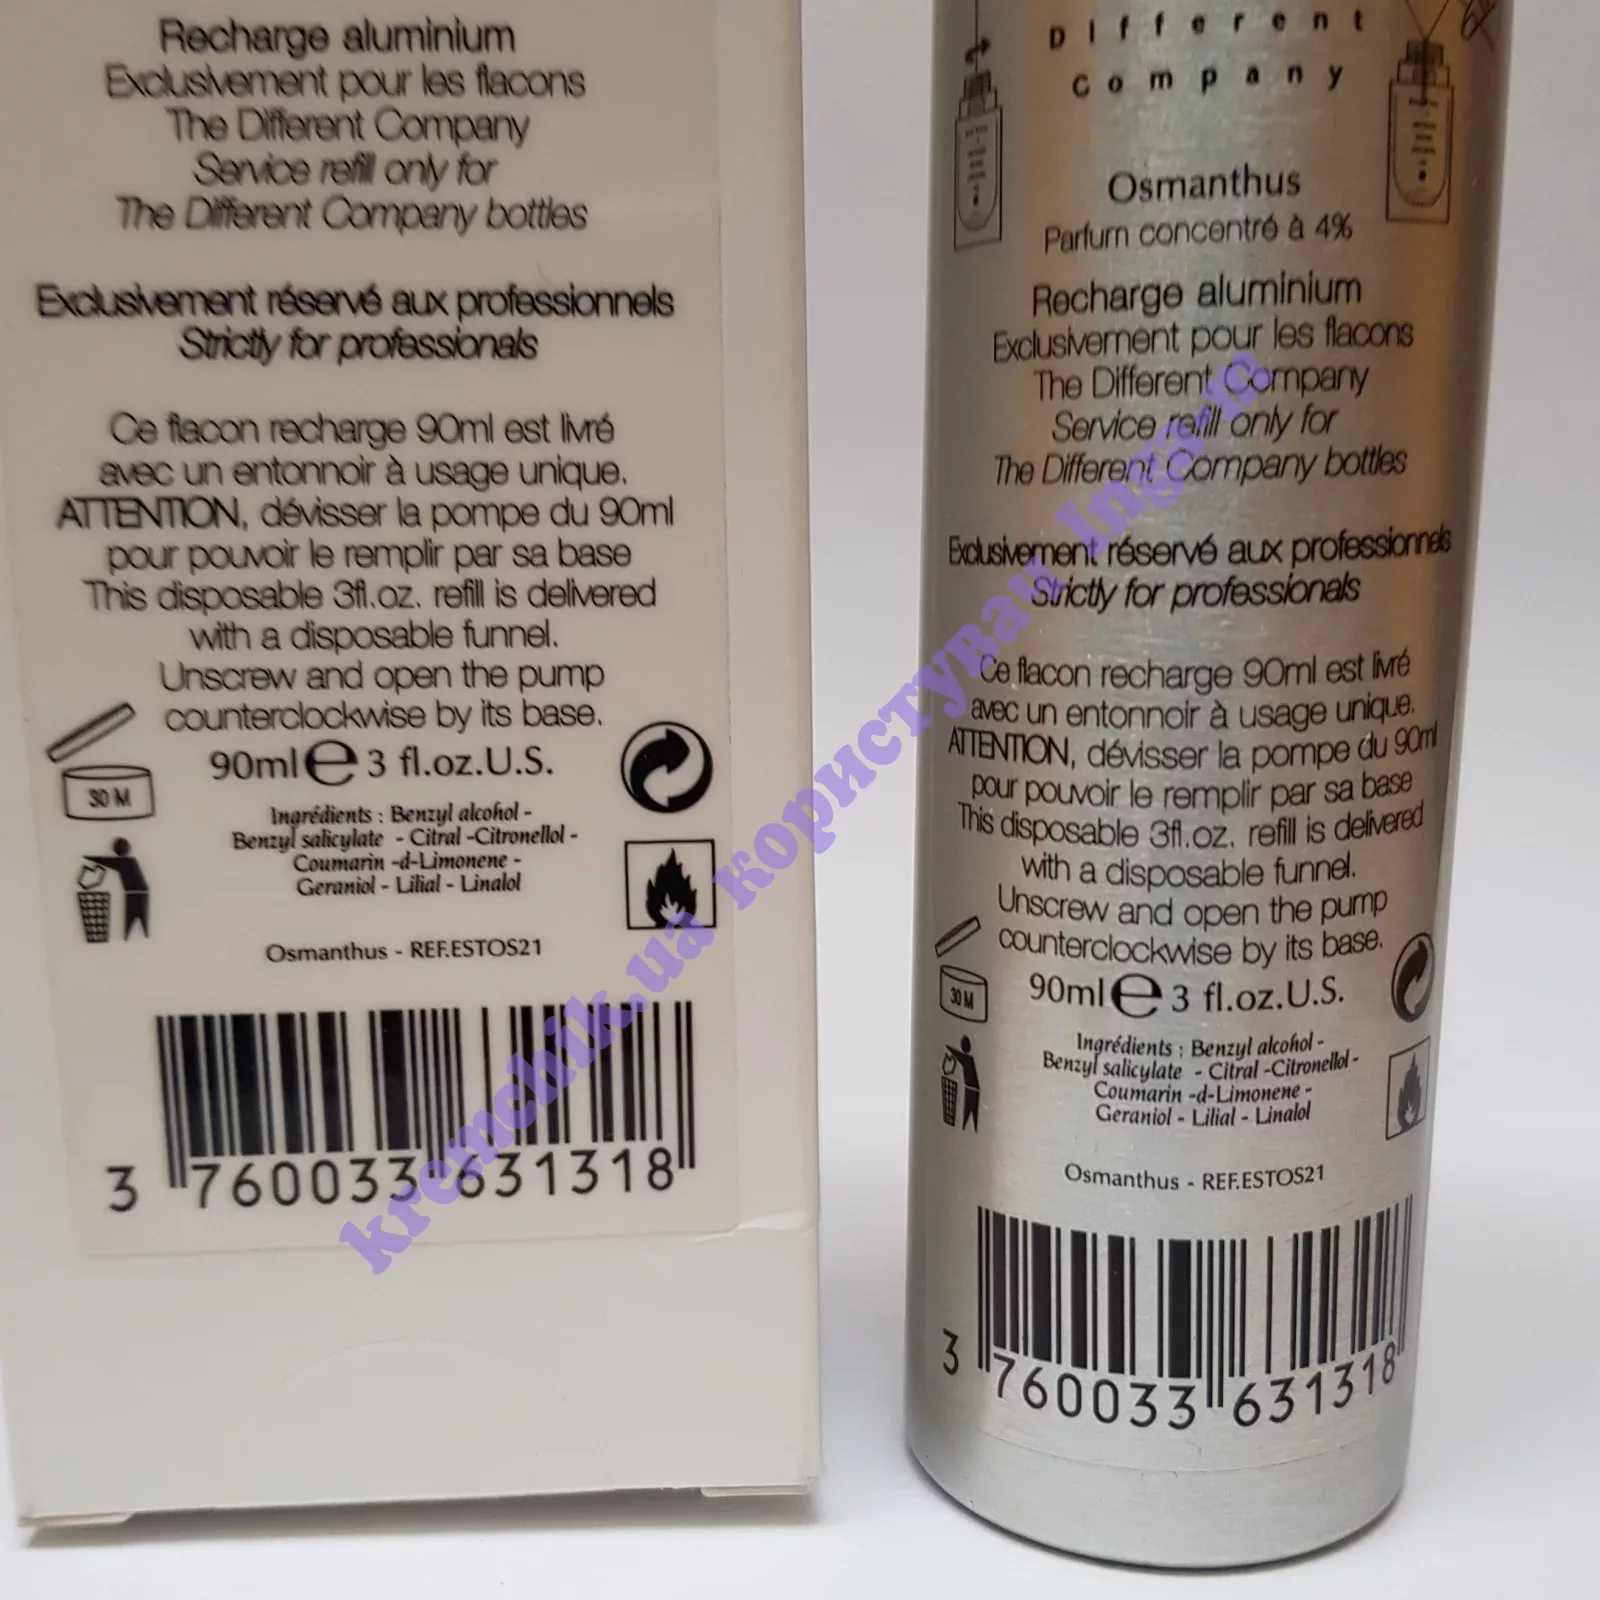 Recharge aluminium
Exclusivement pour les flacons
The Different Company
Service refill only for
The Different Company bottles
Exclusivement réservé aux professionnels
Strictly for professionals
Ce flacon recharge 90ml est livré
avec un entonnoir à usage unique.
ATTENTION, dévisser la pompe du 90ml
pour pouvoir le remplir par sa base
This disposable 3fl.oz. refill is delivered
with a disposable funnel.
Unscrew and open the pump
counterclockwise by its base.
90ml e 3 fl.oz.U.S.
30 M
Ingrédients : Benzyl alcohol -
Benzyl salicylate - Citral -Citronellol -
Coumarin -d-Limonene -
Geraniol - Lilial - Linalol
Osmanthus - REF.ESTOS21
3 760033 631318
Different
Company
Osmanthus
Parfum concentré à 4%
Recharge aluminium
Exclusivement pour les flacons
The Different Company
Service refill only for
The Different Company bottles
Exclusivement réservé aux professionnels
Strictly for professionals
Ce flacon recharge 90ml est livré
avec un entonnoir à usage unique.
ATTENTION, dévisser la pompe du 90ml
pour pouvoir le remplir par sa base
This disposable 3fl.oz. refill is delivered
with a disposable funnel.
Unscrew and open the pump
counterclockwise by its base.
90ml e 3 fl.oz.U.S.
30 M
Ingrédients : Benzyl alcohol -
Benzyl salicylate - Citral -Citronellol -
Coumarin -d-Limonene -
Geraniol - Lilial - Linalol
Osmanthus - REF.ESTOS21
3 760033 631318
kremchik.ua користувач